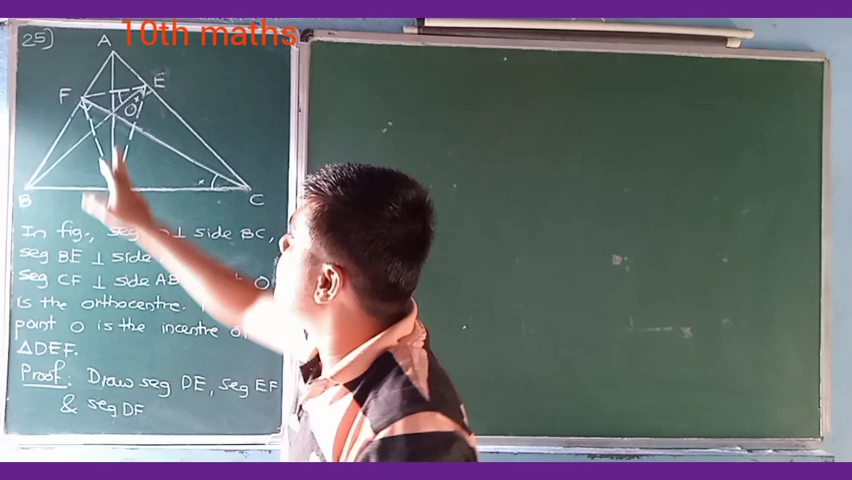 10th maths
25)
A
E
F
O
B
C
In fig., seg ⊥ side BC,
seg BE ⊥ side
seg CF ⊥ side AB O
is the orthocentre.
point O is the incentre
△DEF.
Proof: Draw seg DE, seg EF
& seg DF